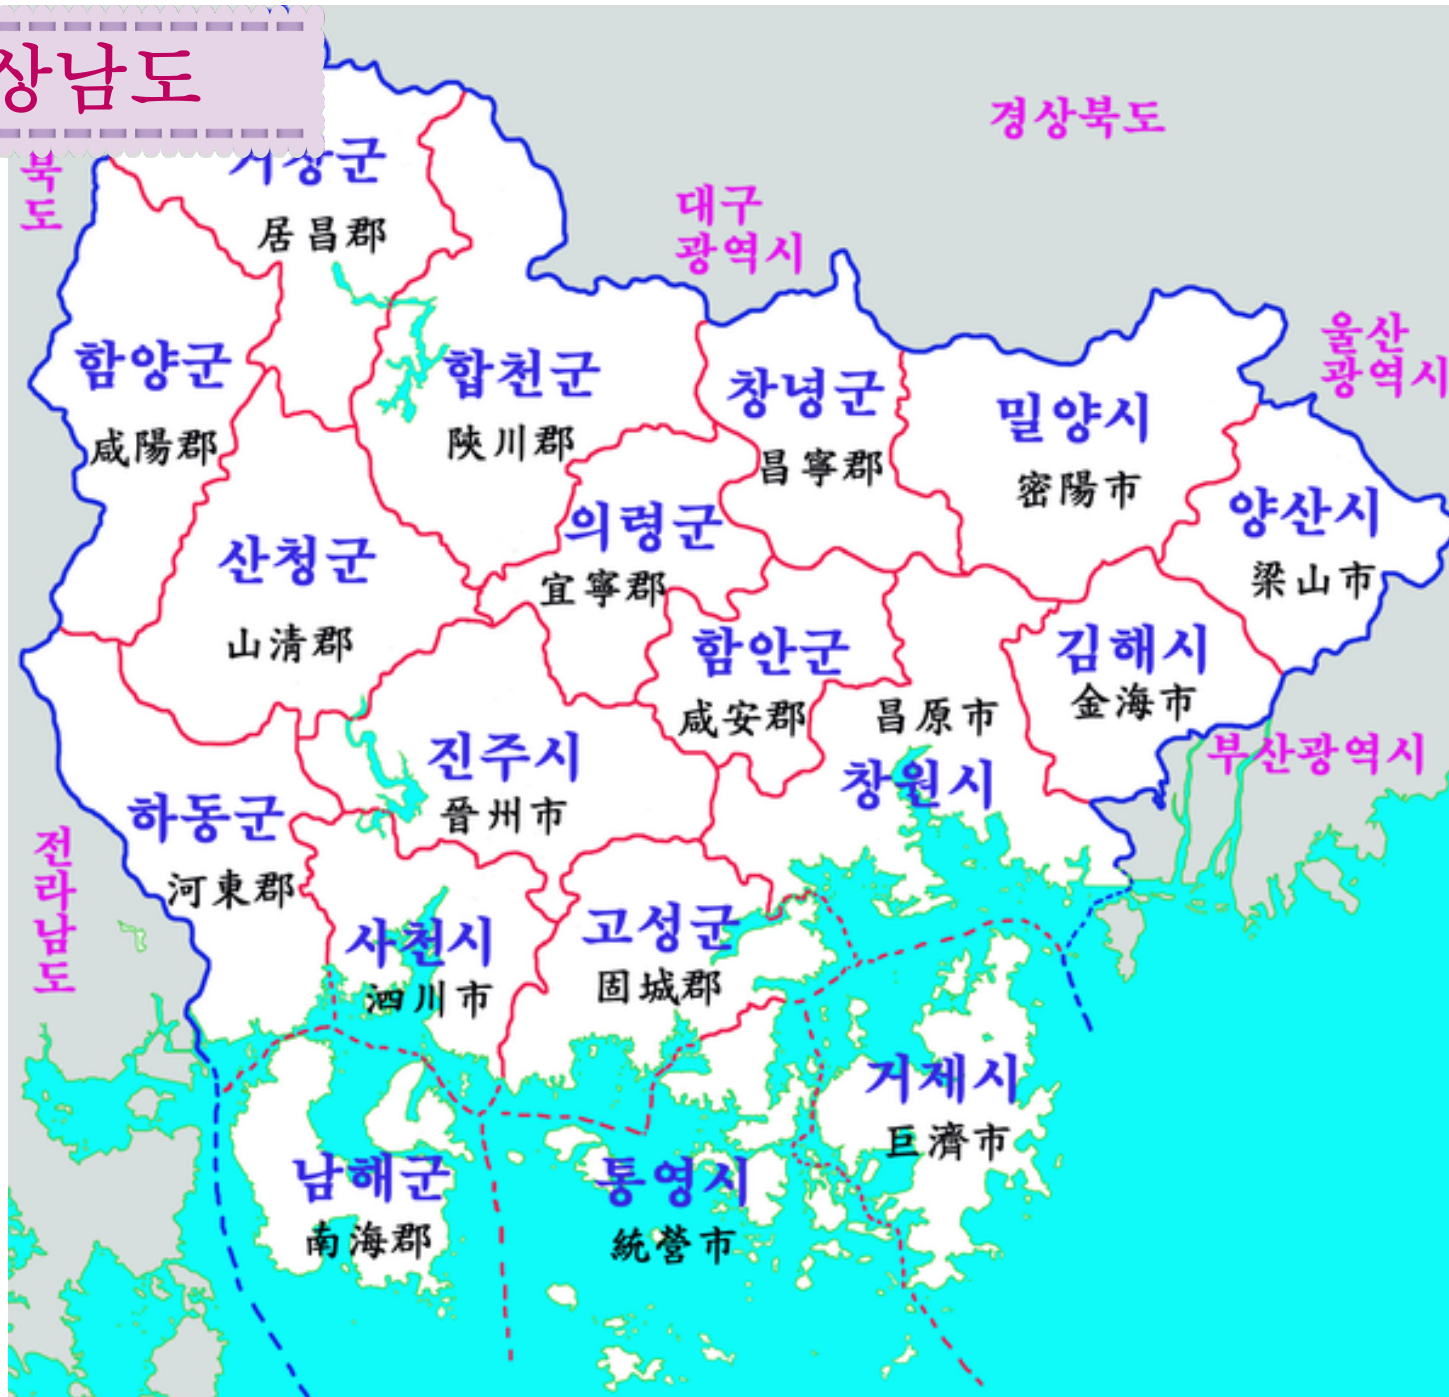 상남도
북
도
거창군
居昌郡
경상북도
대구
광역시
울산
광역시
함양군
咸陽郡
합천군
陜川郡
창녕군
昌寧郡
밀양시
密陽市
양산시
梁山市
의령군
宜寧郡
산청군
山清郡
함안군
咸安郡
김해시
金海市
昌原市
창원시
부산광역시
진주시
晉州市
하동군
河東郡
전
라
남
도
사천시
泗川市
고성군
固城郡
거제시
巨濟市
남해군
南海郡
통영시
統營市